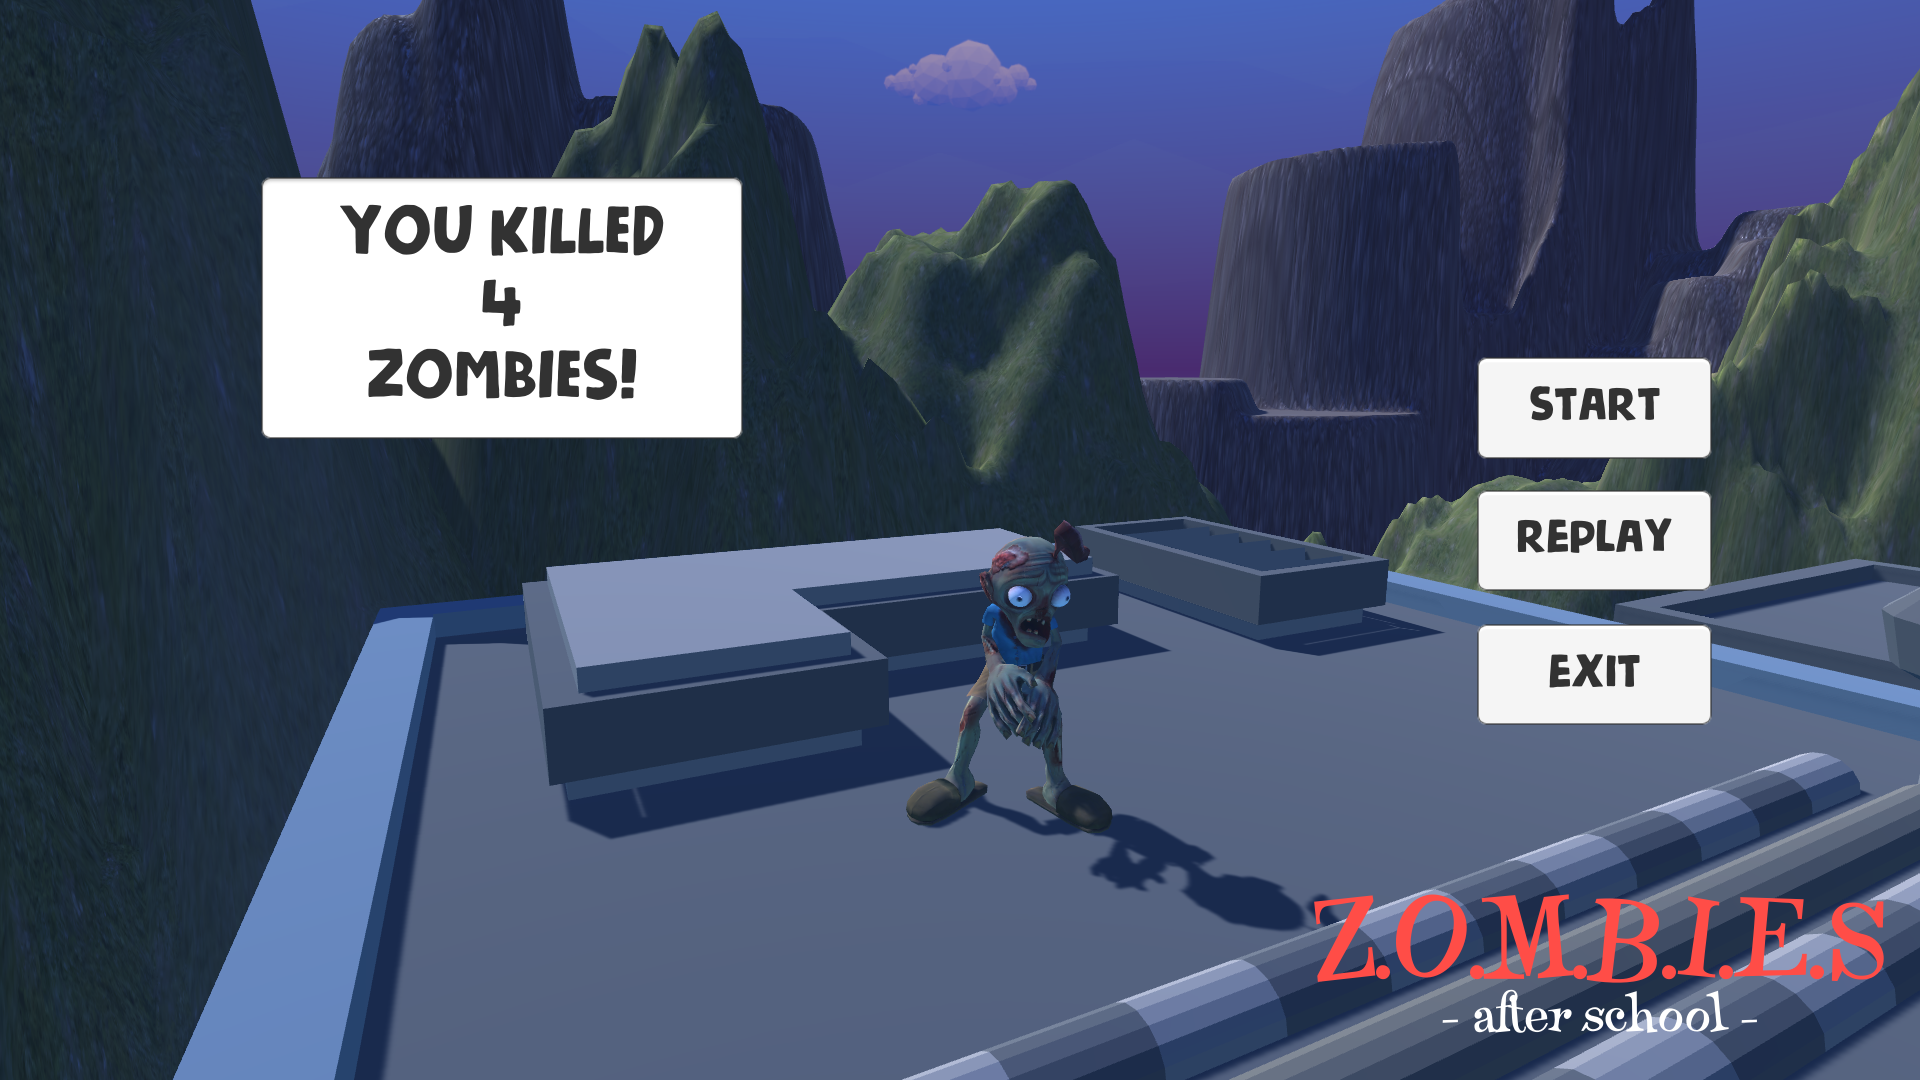 YOU KILLED
4
ZOMBIES!
START
REPLAY
EXIT
Z.O.M.B.I.E.S
- after school -